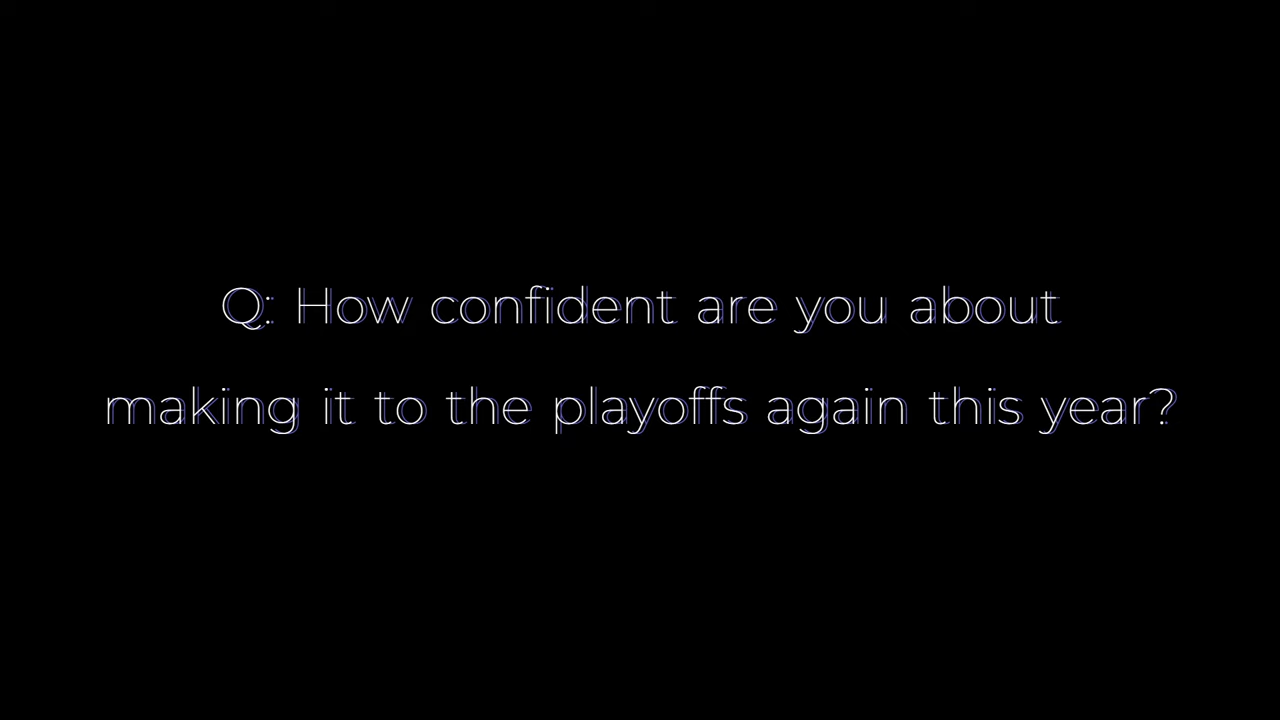 Q: How confident are you about
making it to the playoffs again this year?